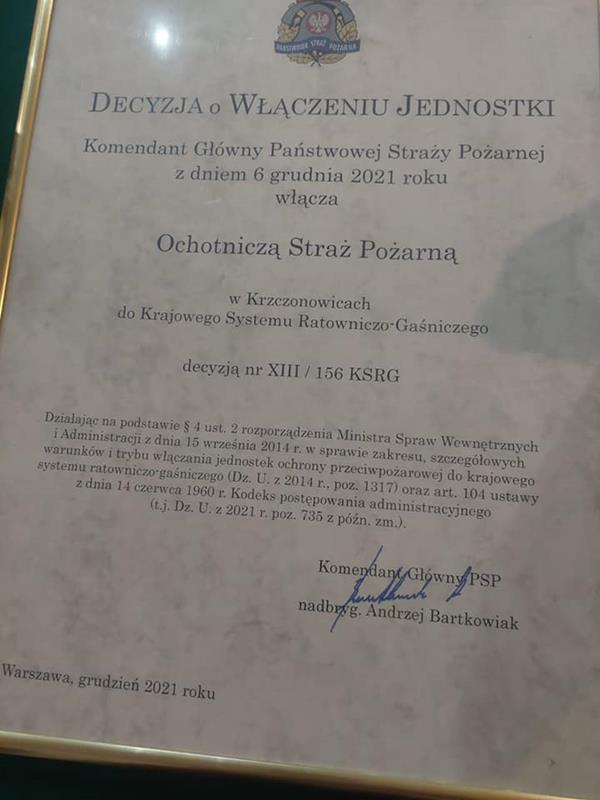 PAŃSTWOWA STRAŻ POŻARNA
DECYZJA O WŁĄCZENIU JEDNOSTKI
Komendant Główny Państwowej Straży Pożarnej
z dniem 6 grudnia 2021 roku
włącza
Ochotniczą Straż Pożarną
w Krzczonowicach
do Krajowego Systemu Ratowniczo-Gaśniczego
decyzją nr XIII / 156 KSRG
Działając na podstawie § 4 ust. 2 rozporządzenia Ministra Spraw Wewnętrznych
i Administracji z dnia 15 września 2014 r. w sprawie zakresu, szczegółowych
warunków i trybu włączania jednostek ochrony przeciwpożarowej do krajowego
systemu ratowniczo-gaśniczego (Dz. U. z 2014 r., poz. 1317) oraz art. 104 ustawy
z dnia 14 czerwca 1960 r. Kodeks postępowania administracyjnego
(t.j. Dz. U. z 2021 r. poz. 735 z późn. zm.).
Komendant Główny PSP
nadbryg. Andrzej Bartkowiak
Warszawa, grudzień 2021 roku